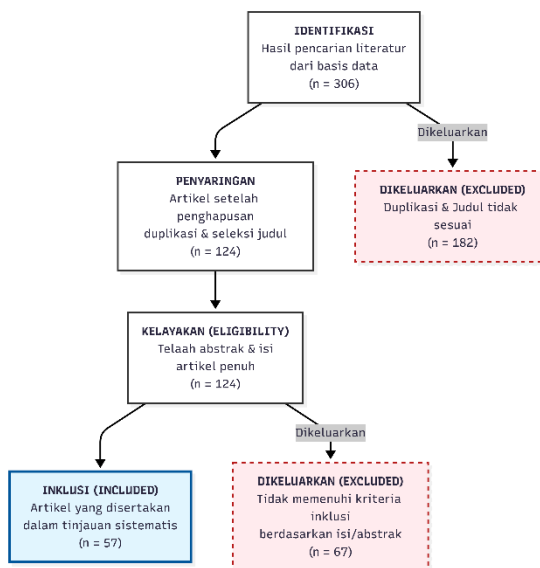 IDENTIFIKASI
Hasil pencarian literatur
dari basis data
(n = 306)
Dikeluarkan
PENYARINGAN
Artikel setelah
penghapusan
duplikasi & seleksi judul
(n = 124)
DIKELUARKAN (EXCLUDED)
Duplikasi & Judul tidak
sesuai
(n = 182)
KELAYAKAN (ELIGIBILITY)
Telaah abstrak & isi
artikel penuh
(n = 124)
Dikeluarkan
INKLUSI (INCLUDED)
Artikel yang disertakan
dalam tinjauan sistematis
(n = 57)
DIKELUARKAN (EXCLUDED)
Tidak memenuhi kriteria
inklusi
berdasarkan isi/abstrak
(n = 67)